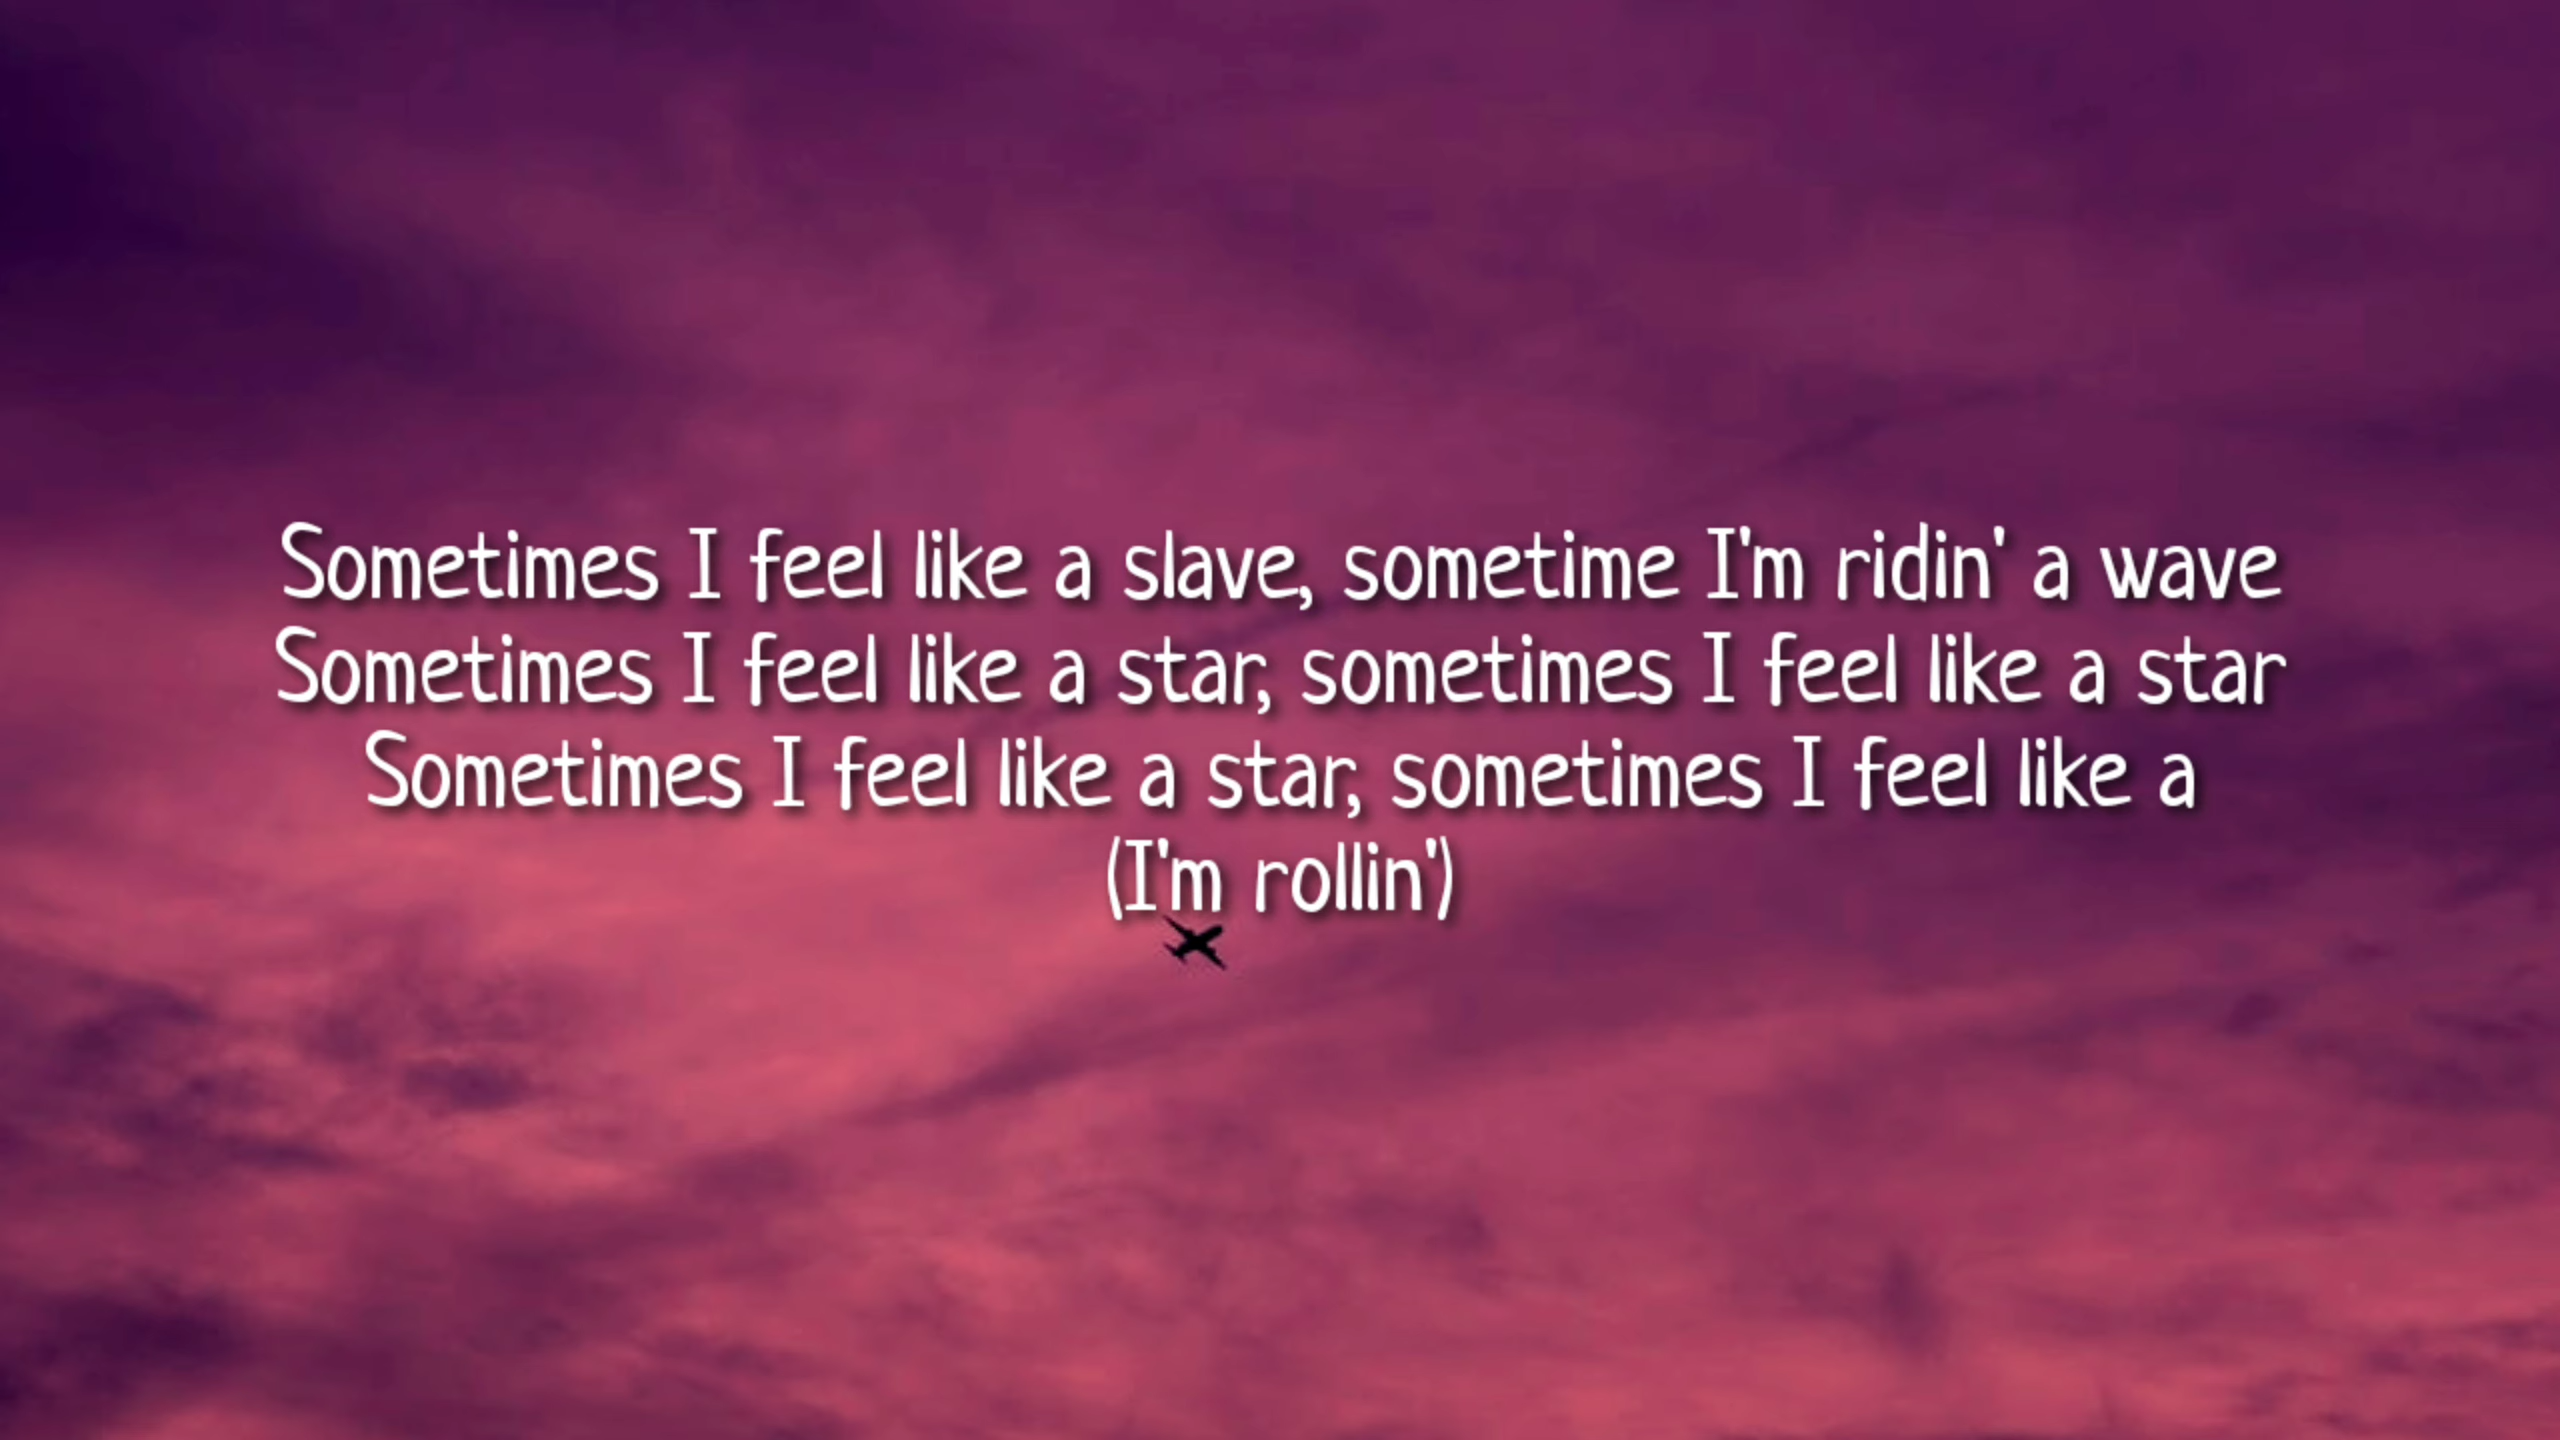 Sometimes I feel like a slave, sometime I'm ridin' a wave
Sometimes I feel like a star, sometimes I feel like a star
Sometimes I feel like a star, sometimes I feel like a
(I'm rollin')